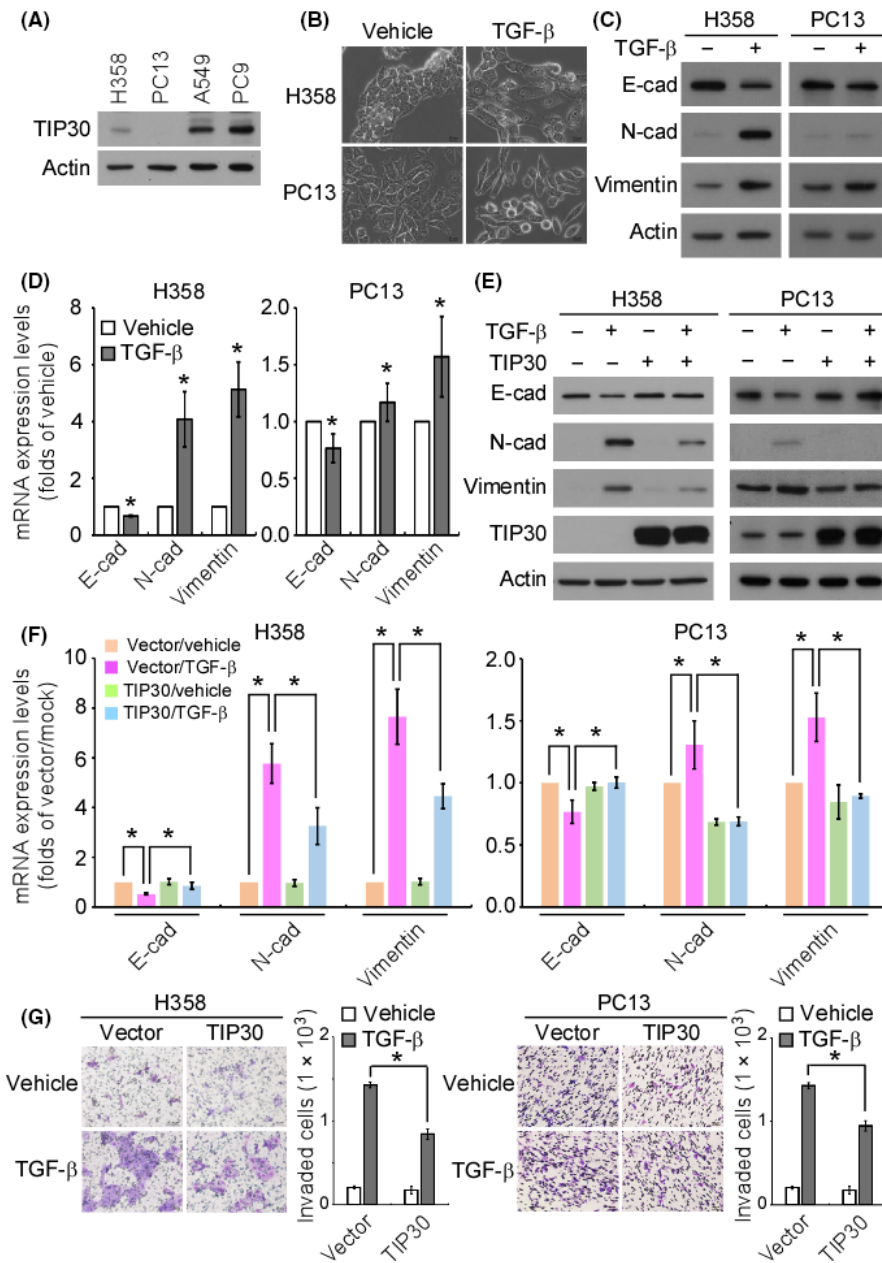 (A)
H358
PC13
A549
PC9
TIP30
Actin
(B)
Vehicle TGF-β
H358
PC13
(C)
H358 PC13
TGF-β − + − +
E-cad
N-cad
Vimentin
Actin
(D)
H358
PC13
mRNA expression levels
(folds of vehicle)
8
6
4
2
0
Vehicle
TGF-β
* * *
E-cad
N-cad
Vimentin
2.0
1.5
1.0
0.5
0.0
* * *
E-cad
N-cad
Vimentin
(E)
H358 PC13
TGF-β − + − + − + − +
TIP30 − − + + − − + +
E-cad
N-cad
Vimentin
TIP30
Actin
(F)
H358
mRNA expression levels
(folds of vector/mock)
10
8
6
4
2
0
Vector/vehicle
Vector/TGF-β
TIP30/vehicle
TIP30/TGF-β
* * * * * *
E-cad
N-cad
Vimentin
PC13
2.0
1.5
1.0
0.5
0.0
* * * * * *
E-cad
N-cad
Vimentin
(G)
H358
Vector TIP30
Vehicle
TGF-β
Vehicle
TGF-β
Invaded cells (1 × 10³)
2
1
0
*
Vector
TIP30
PC13
Vector TIP30
Vehicle
TGF-β
Vehicle
TGF-β
Invaded cells (1 × 10³)
2
1
0
*
Vector
TIP30